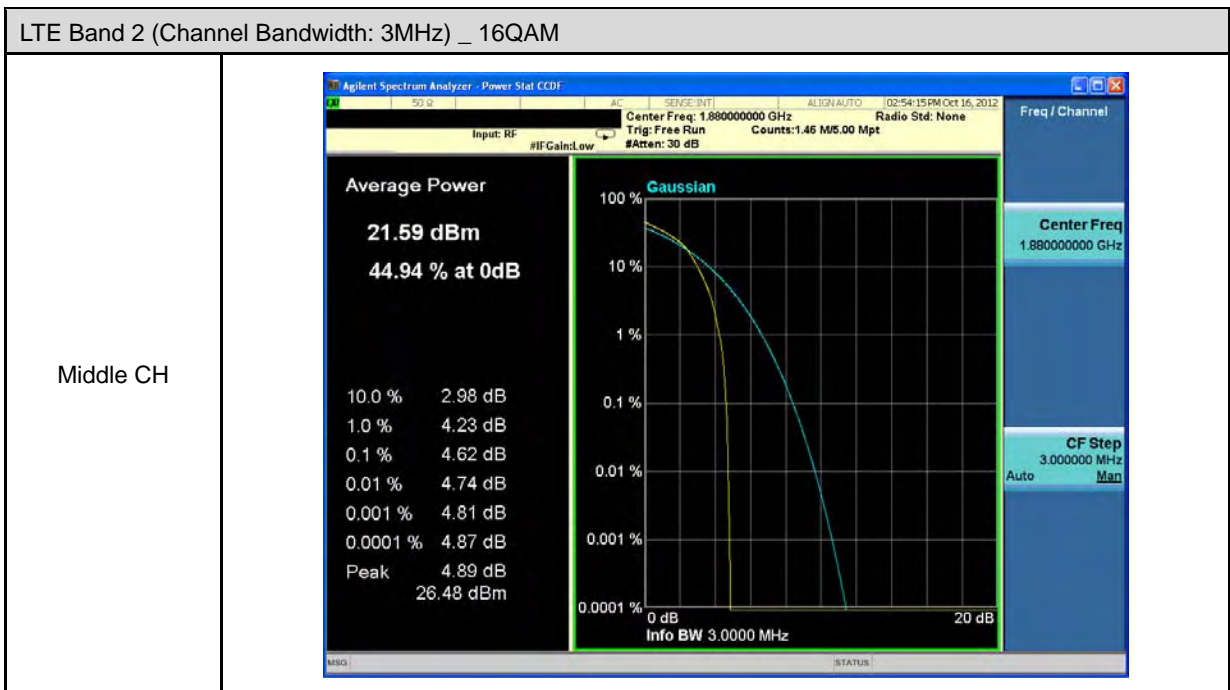 LTE Band 2 (Channel Bandwidth: 3MHz) _ 16QAM
Middle CH
Agilent Spectrum Analyzer - Power Stat CCDF
50 Ω AC SENSE:INT ALIGN AUTO 02:54:15 PM Oct 16, 2012
Center Freq: 1.880000000 GHz Radio Std: None
Input: RF Trig: Free Run Counts:1.46 M/5.00 Mpt
#IFGain:Low #Atten: 30 dB
Freq / Channel
Average Power
21.59 dBm
44.94 % at 0dB
10.0 % 2.98 dB
1.0 % 4.23 dB
0.1 % 4.62 dB
0.01 % 4.74 dB
0.001 % 4.81 dB
0.0001 % 4.87 dB
Peak 4.89 dB
26.48 dBm
Gaussian
100 %
10 %
1 %
0.1 %
0.01 %
0.001 %
0.0001 %
0 dB 20 dB
Info BW 3.0000 MHz
Center Freq
1.880000000 GHz
CF Step
3.000000 MHz
Auto Man
MSG STATUS